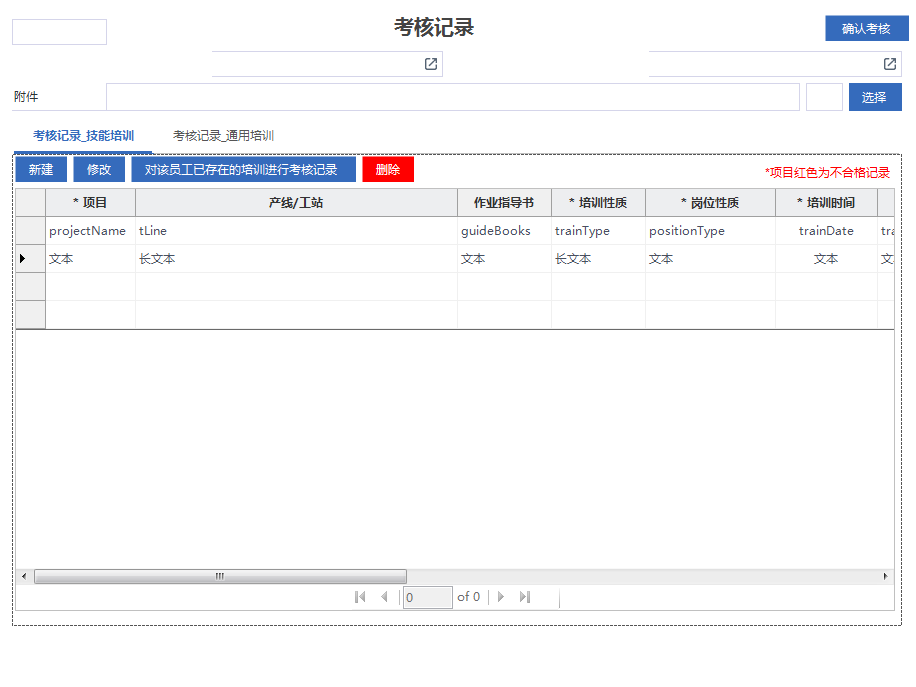 考核记录
确认考核
附件
选择
考核记录_技能培训 考核记录_通用培训
新建 修改 对该员工已存在的培训进行考核记录 删除 *项目红色为不合格记录
* 项目 产线/工站 作业指导书 * 培训性质 * 岗位性质 * 培训时间
projectName tLine guideBooks trainType positionType trainDate tra
文本 长文本 文本 长文本 文本 文本 文
0 of 0